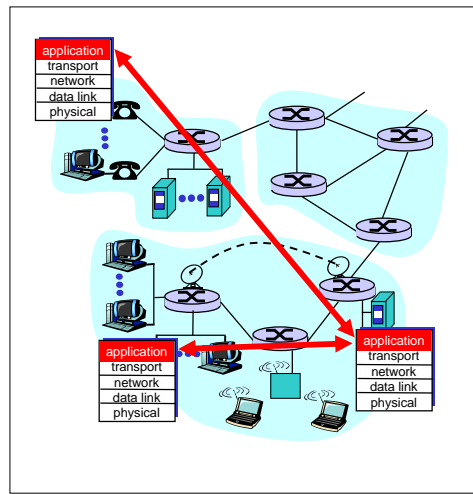 application
transport
network
data link
physical
application
transport
network
data link
physical
application
transport
network
data link
physical